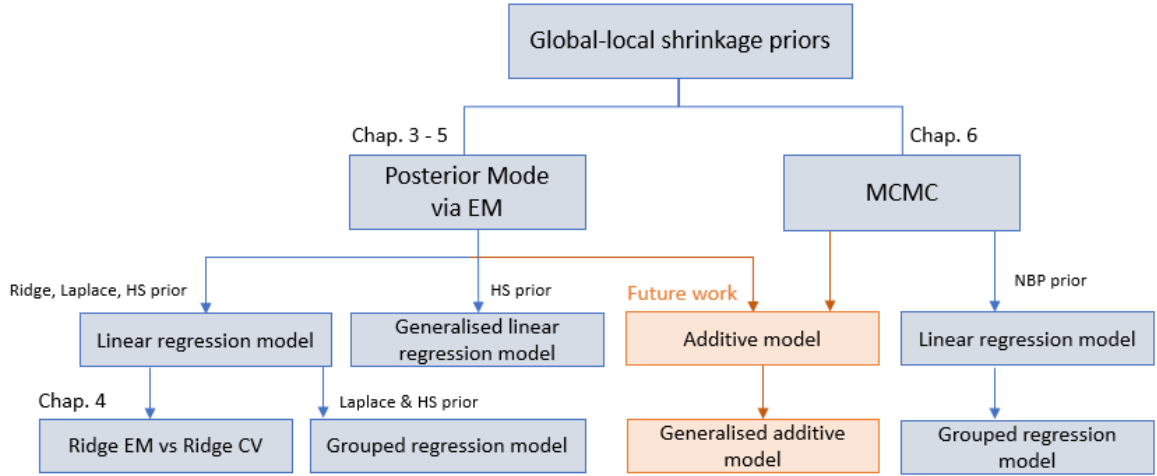 Global-local shrinkage priors
Chap. 3 - 5
Chap. 6
Posterior Mode
via EM
MCMC
Ridge, Laplace, HS prior
HS prior
Future work
NBP prior
Linear regression model
Generalised linear
regression model
Additive model
Linear regression model
Chap. 4
Laplace & HS prior
Ridge EM vs Ridge CV
Grouped regression model
Generalised additive
model
Grouped regression
model